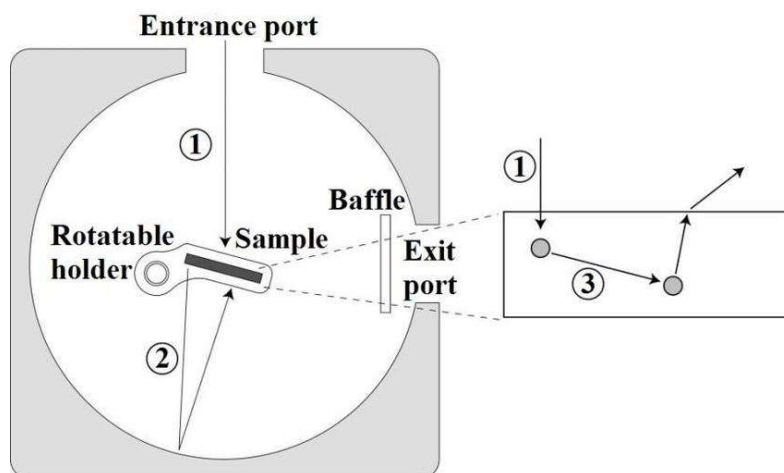 Entrance port
①
①
Baffle
Rotatable
holder
Sample
Exit
port
③
②